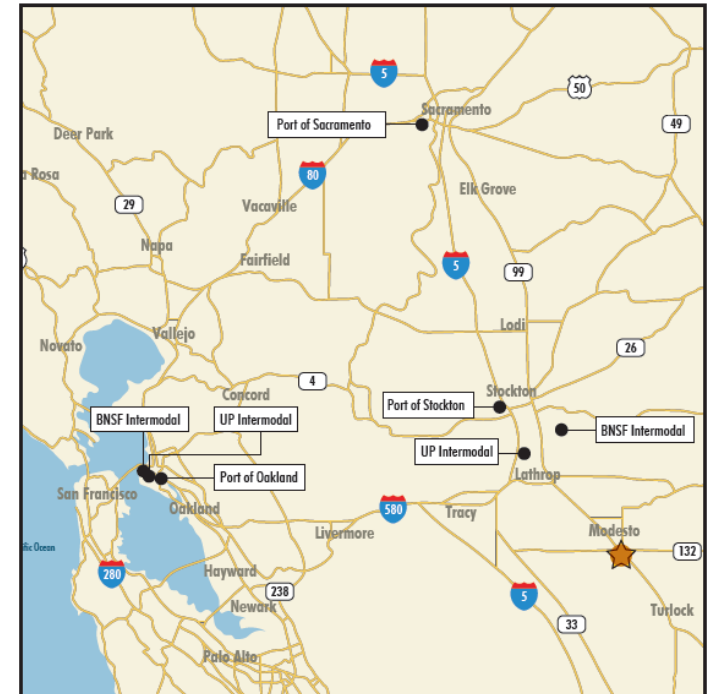 5
50
Sacramento
Port of Sacramento
49
Deer Park
a Rosa
80
Elk Grove
29
Vacaville
Napa
Fairfield
5
99
Lodi
Vallejo
Novato
26
4
Concord
Stockton
Port of Stockton
BNSF Intermodal
UP Intermodal
BNSF Intermodal
UP Intermodal
Port of Oakland
Lathrop
San Francisco
Oakland
580
Tracy
Livermore
Modesto
fic Ocean
132
Hayward
280
238
5
Newark
33
Turlock
Palo Alto